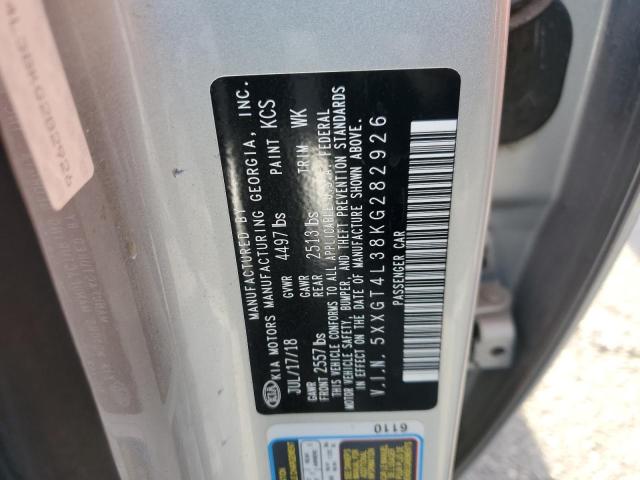 MANUFACTURED BY
KIA MOTORS MANUFACTURING GEORGIA, INC.
JUL/17/18 GVWR 4497 lbs PAINT KCS
GAWR FRONT 2557 lbs GAWR REAR 2513 lbs TRIM WK
THIS VEHICLE CONFORMS TO ALL APPLICABLE U.S. FEDERAL
MOTOR VEHICLE SAFETY, BUMPER, AND THEFT PREVENTION STANDARDS
IN EFFECT ON THE DATE OF MANUFACTURE SHOWN ABOVE.
V.I.N. 5XXGT4L38KG282926
PASSENGER CAR
6110